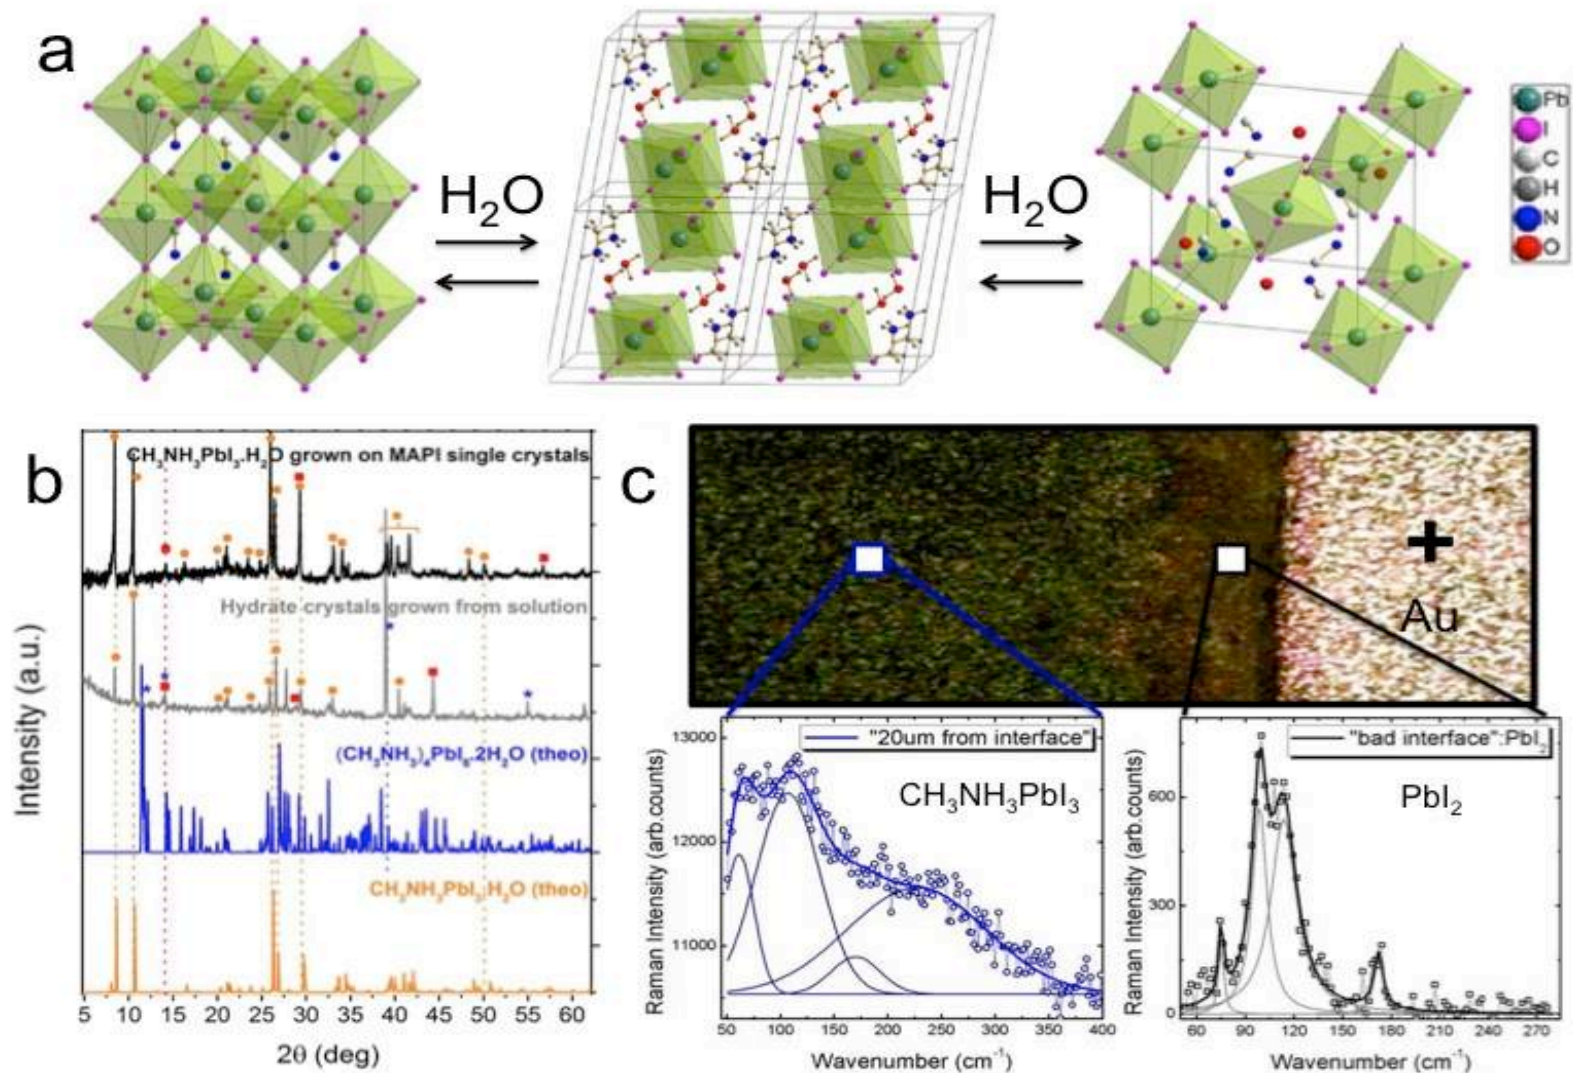 a
H₂O
H₂O
Pb
I
C
H
N
O
b
CH₃NH₃PbI₃.H₂O grown on MAPI single crystals
Hydrate crystals grown from solution
(CH₃NH₃)₄PbI₆.2H₂O (theo)
CH₃NH₃PbI₃.H₂O (theo)
Intensity (a.u.)
5 10 15 20 25 30 35 40 45 50 55 60
2θ (deg)
c
Au
"20um from interface"
CH₃NH₃PbI₃
13000
12000
11000
Raman Intensity (arb.counts)
50 100 150 200 250 300 350 400
Wavenumber (cm⁻¹)
"bad interface":PbI₂
PbI₂
600
300
0
Raman Intensity (arb.counts)
60 90 120 150 180 210 240 270
Wavenumber (cm⁻¹)